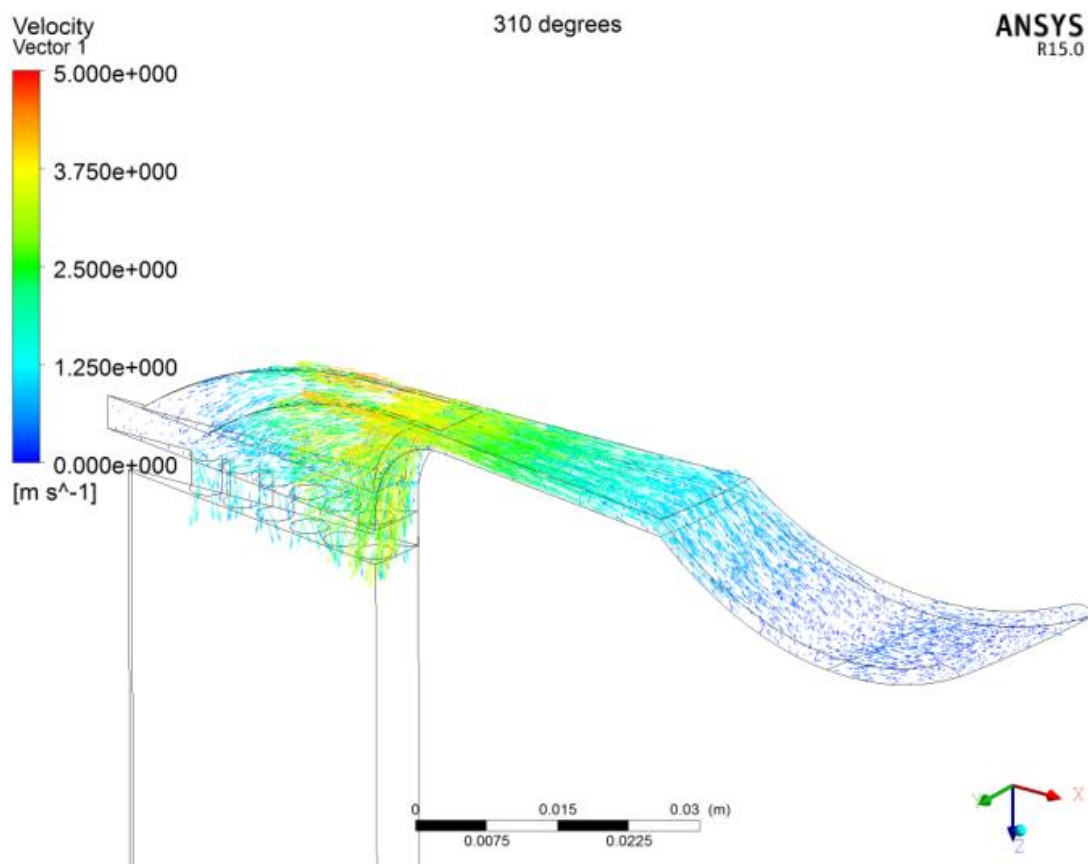 Velocity
Vector 1
310 degrees
ANSYS
R15.0
5.000e+000
3.750e+000
2.500e+000
1.250e+000
0.000e+000
[m s^-1]
0 0.015 0.03 (m)
0.0075 0.0225
Y X
Z